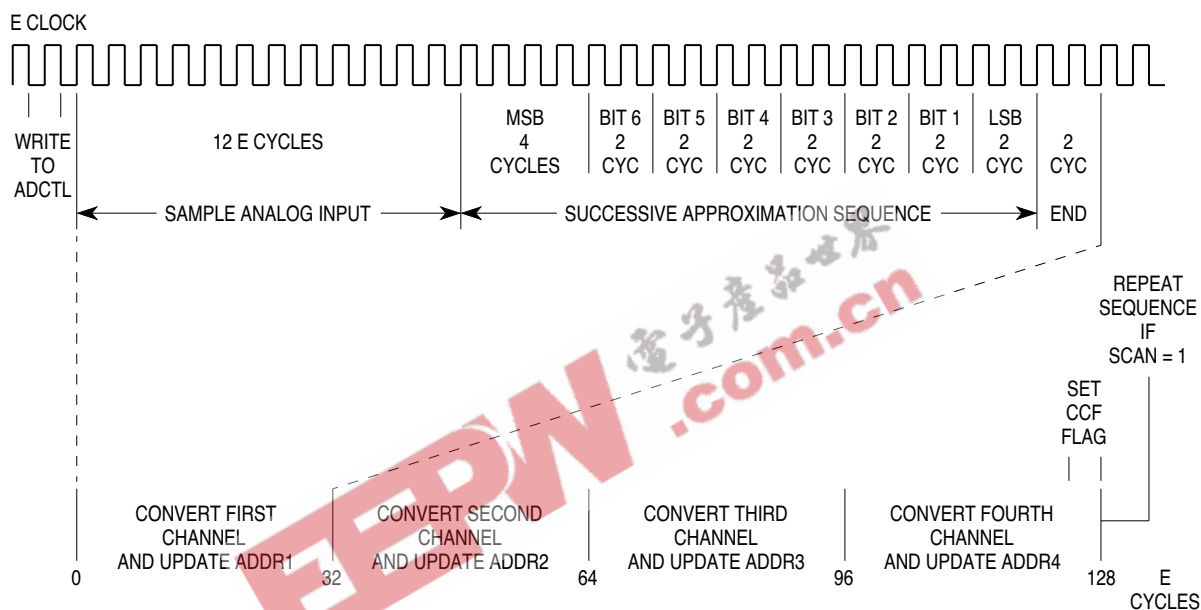 E CLOCK
WRITE
TO
ADCTL
12 E CYCLES
MSB
4
CYCLES
BIT 6
2
CYC
BIT 5
2
CYC
BIT 4
2
CYC
BIT 3
2
CYC
BIT 2
2
CYC
BIT 1
2
CYC
LSB
2
CYC
2
CYC
SAMPLE ANALOG INPUT
SUCCESSIVE APPROXIMATION SEQUENCE
END
電子產品世界
EEPW
.com.cn
REPEAT
SEQUENCE
IF
SCAN = 1
SET
CCF
FLAG
CONVERT FIRST
CHANNEL
AND UPDATE ADDR1
CONVERT SECOND
CHANNEL
AND UPDATE ADDR2
CONVERT THIRD
CHANNEL
AND UPDATE ADDR3
CONVERT FOURTH
CHANNEL
AND UPDATE ADDR4
0
32
64
96
128
E
CYCLES